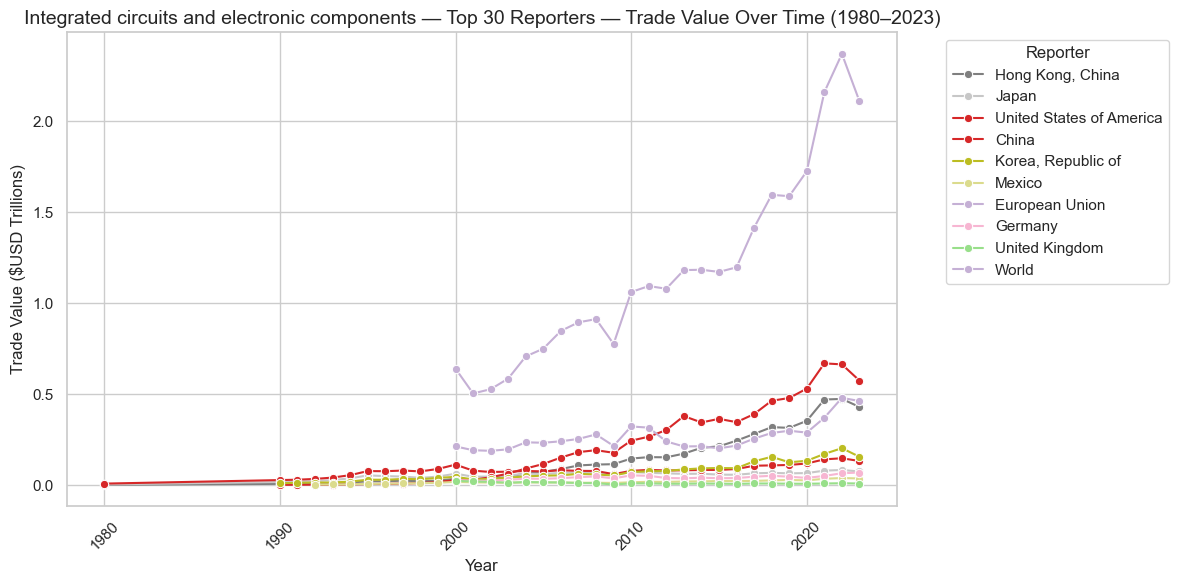 Integrated circuits and electronic components — Top 30 Reporters — Trade Value Over Time (1980–2023)
Trade Value ($USD Trillions)
2.0
1.5
1.0
0.5
0.0
1980
1990
2000
2010
2020
Year
Reporter
Hong Kong, China
Japan
United States of America
China
Korea, Republic of
Mexico
European Union
Germany
United Kingdom
World